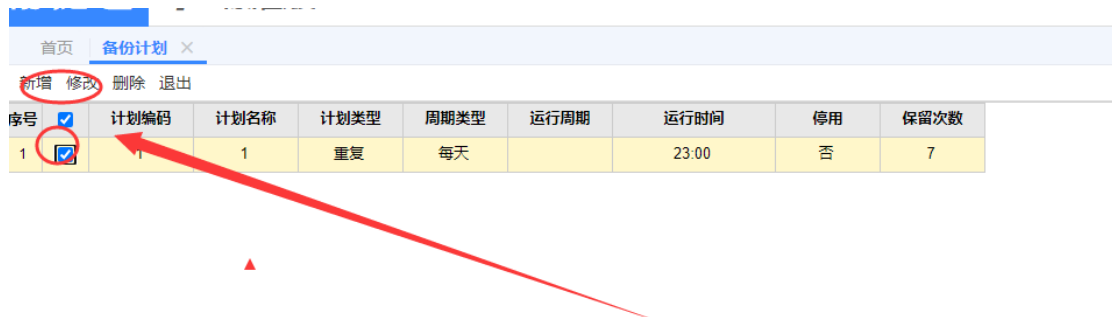 首页 备份计划
新增 修改 删除 退出
序号 计划编码 计划名称 计划类型 周期类型 运行周期 运行时间 停用 保留次数
1 1 1 重复 每天 23:00 否 7